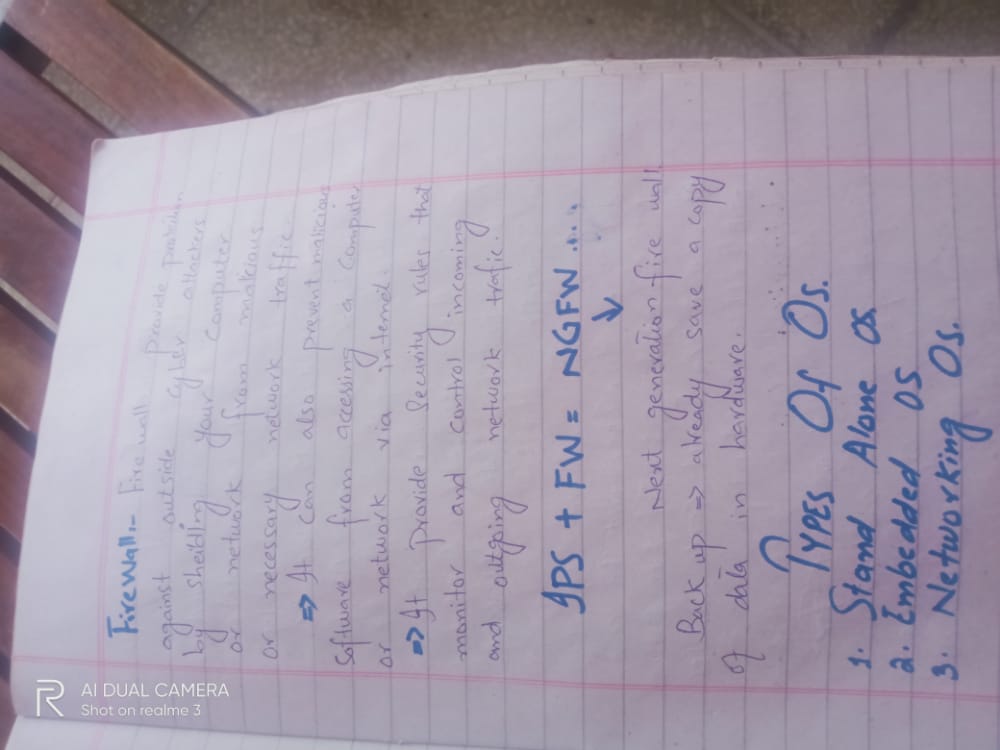 Firewall:- Firewall provide protection
against outside cyber attackers
by sheilding your computer
or network from malicious
or necessary network traffic.
⇒ It can also prevent malicious
Software from accessing a computer
or network via internet.
⇒ It provide security rules that
monitor and control incoming
and outgoing network trafic.
IPS + FW = NGFW ....
↓
Next generation fire wall
Back up ⇒ already save a copy
of data in hardware.
TYPES Of Os.
1. Stand Alone OS
2. Imbedded OS
3. Networking Os.
AI DUAL CAMERA
Shot on realme 3